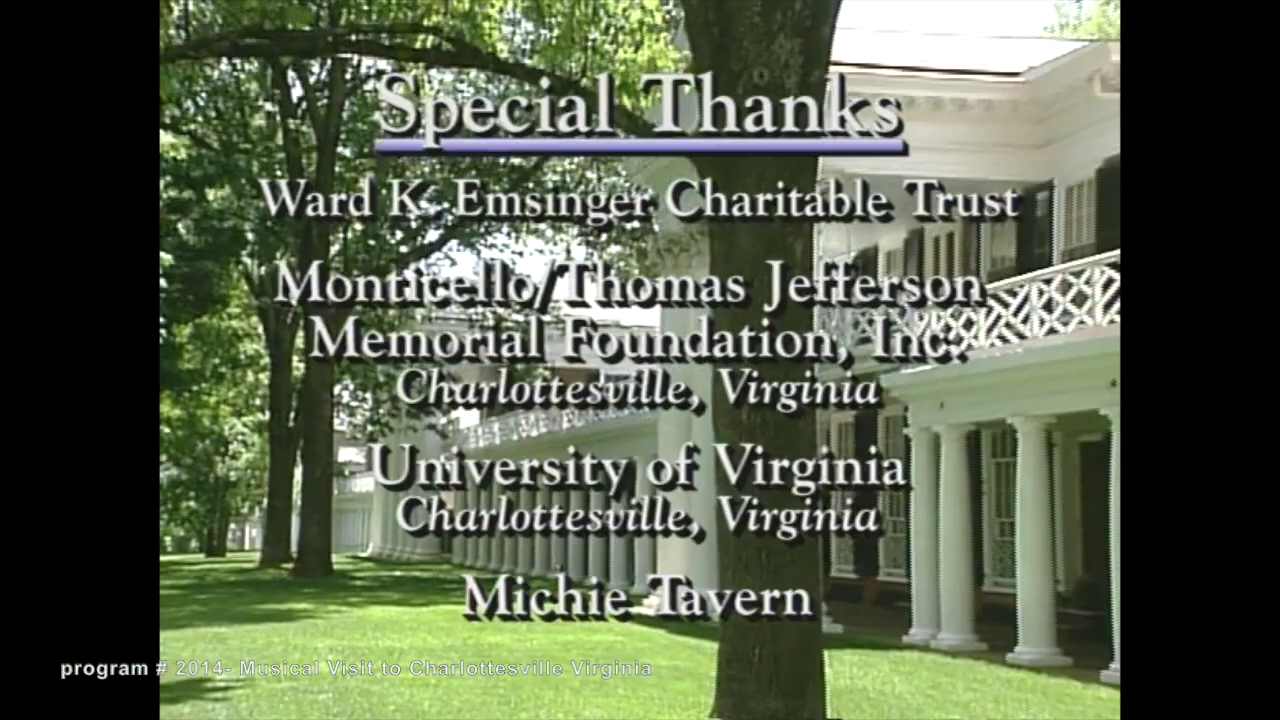 Special Thanks
Ward K. Emsinger Charitable Trust
Monticello/Thomas Jefferson
Memorial Foundation, Inc.
Charlottesville, Virginia
University of Virginia
Charlottesville, Virginia
Michie Tavern
program # 2014- Musical Visit to Charlottesville Virginia